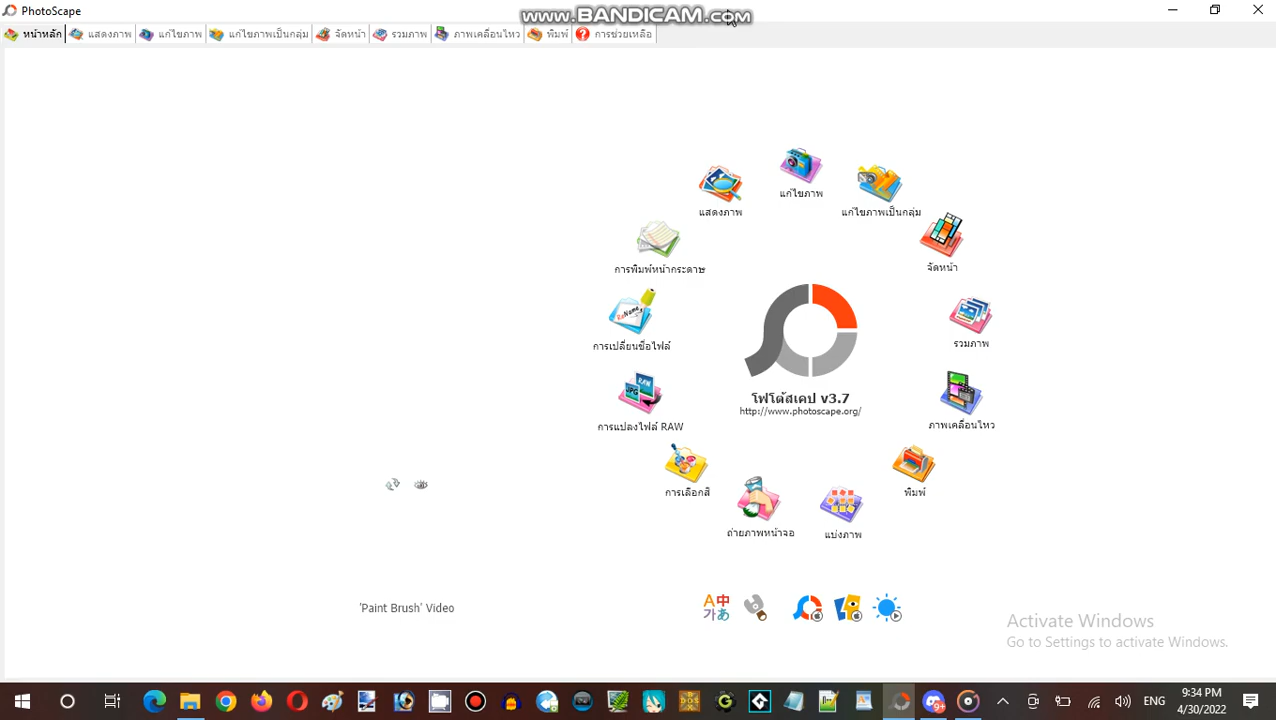 PhotoScape
www.BANDICAM.com
หน้าหลัก
แสดงภาพ
แก้ไขภาพ
แก้ไขภาพเป็นกลุ่ม
จัดหน้า
รวมภาพ
ภาพเคลื่อนไหว
พิมพ์
การช่วยเหลือ
แก้ไขภาพ
แสดงภาพ
แก้ไขภาพเป็นกลุ่ม
การพิมพ์หน้ากระดาษ
จัดหน้า
ReName
การเปลี่ยนชื่อไฟล์
รวมภาพ
RAW
JPG
โฟโต้สเคป v3.7
http://www.photoscape.org/
การแปลงไฟล์ RAW
ภาพเคลื่อนไหว
การเลือกสี
พิมพ์
ถ่ายภาพหน้าจอ
แบ่งภาพ
A中
가あ
'Paint Brush' Video
Activate Windows
Go to Settings to activate Windows.
ENG
9:34 PM
4/30/2022